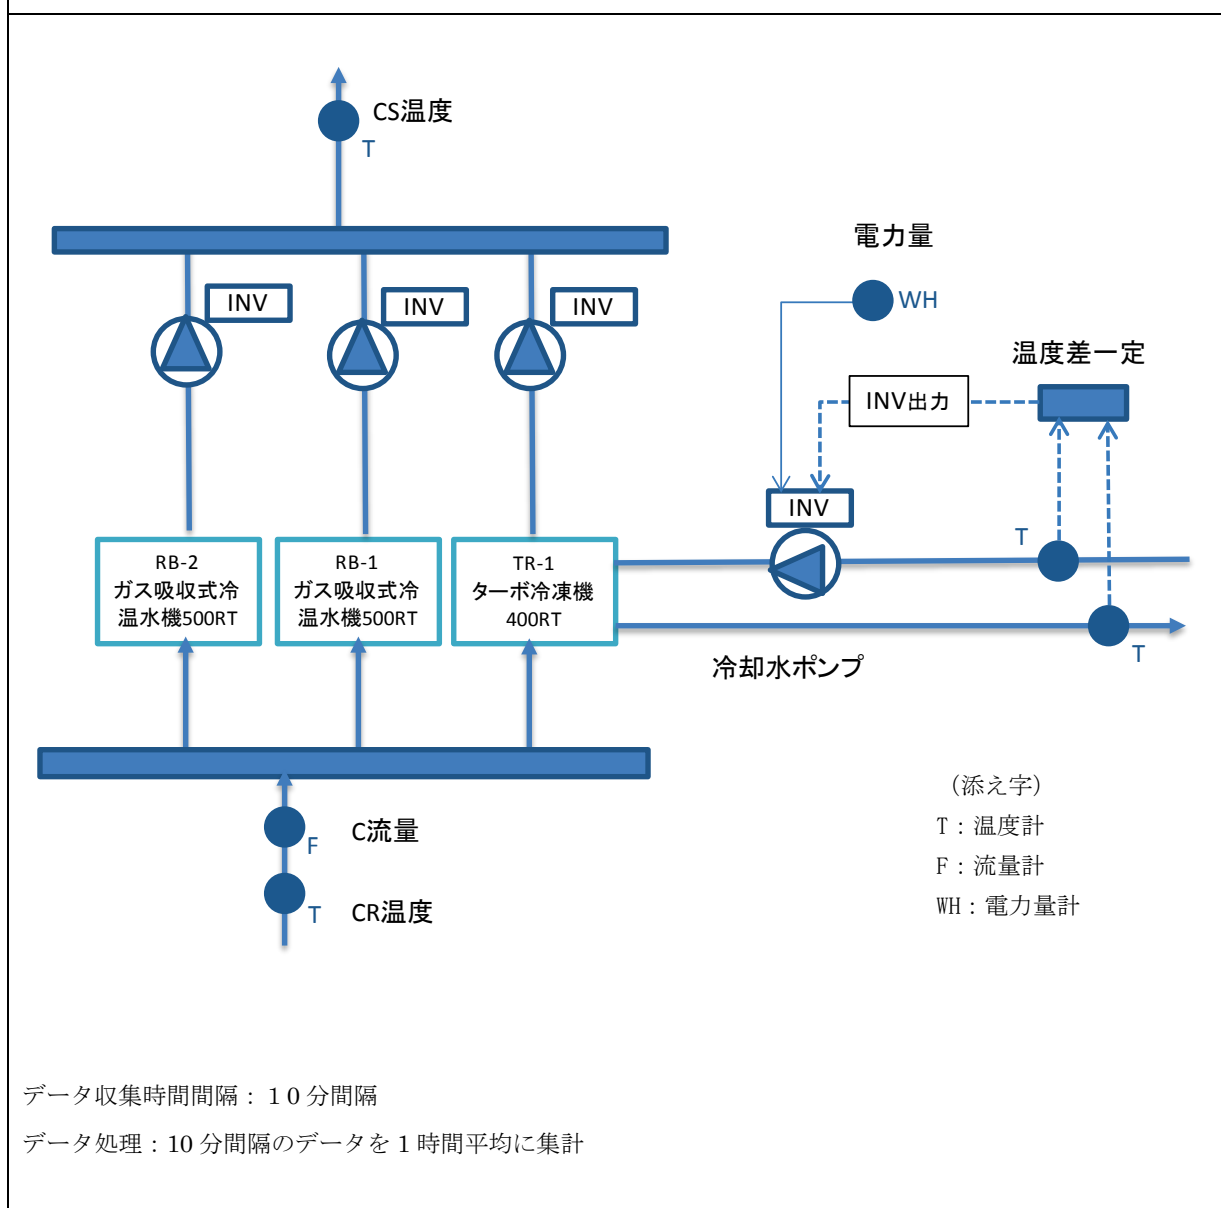 CS温度
T
電力量
WH
INV
INV
INV
温度差一定
INV出力
INV
T
RB-2
ガス吸収式冷
温水機500RT
RB-1
ガス吸収式冷
温水機500RT
TR-1
ターボ冷凍機
400RT
T
冷却水ポンプ
F
C流量
T
CR温度
（添え字）
T：温度計
F：流量計
WH：電力量計
データ収集時間間隔：１０分間隔
データ処理：10 分間隔のデータを 1 時間平均に集計